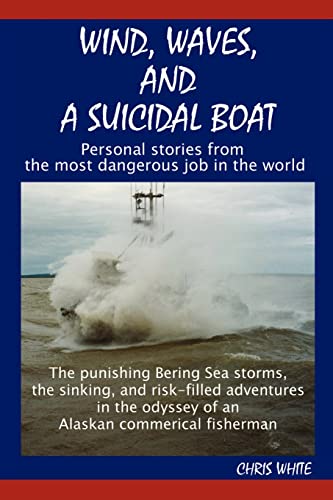 WIND, WAVES,
AND
A SUICIDAL BOAT
Personal stories from
the most dangerous job in the world
The punishing Bering Sea storms,
the sinking, and risk-filled adventures
in the odyssey of an
Alaskan commerical fisherman
CHRIS WHITE